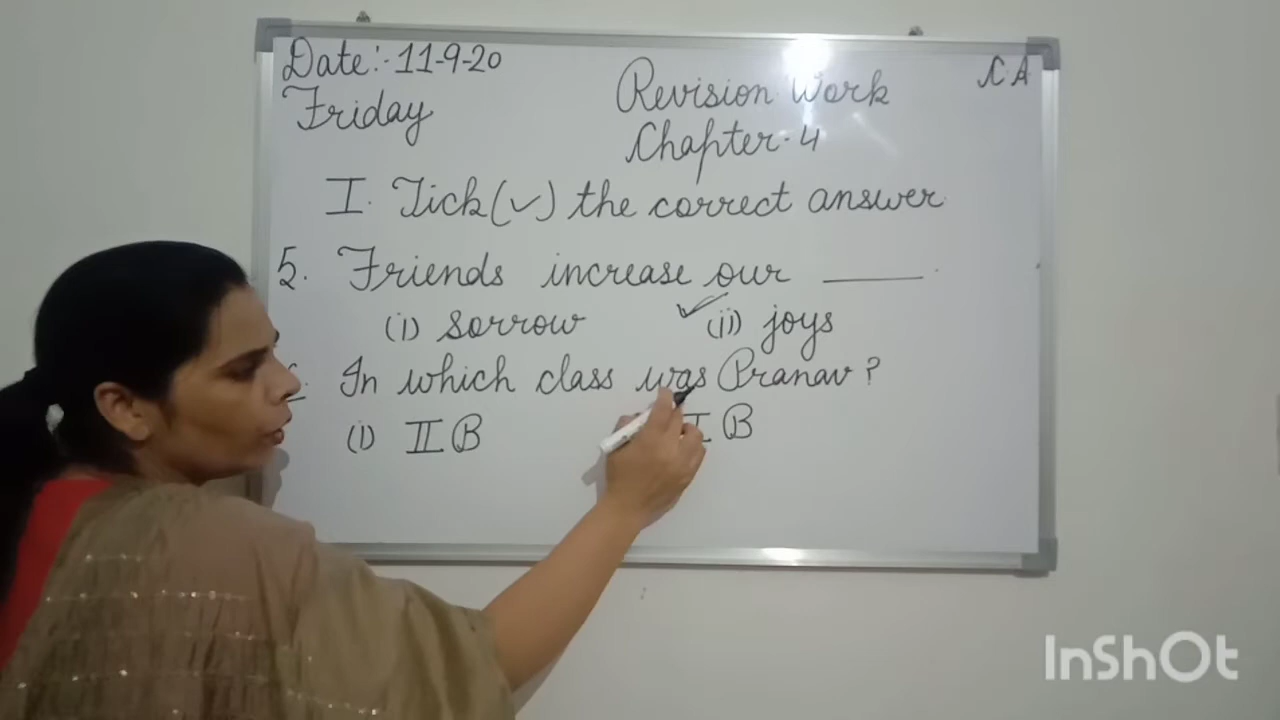 Date:- 11-9-20
Friday
Revision Work
CA
Chapter-4
I. Tick(✓) the correct answer
5. Friends increase our ______.
(i) sorrow ✓(ii) joys
In which class was Pranav?
(i) II B I B
InShOt